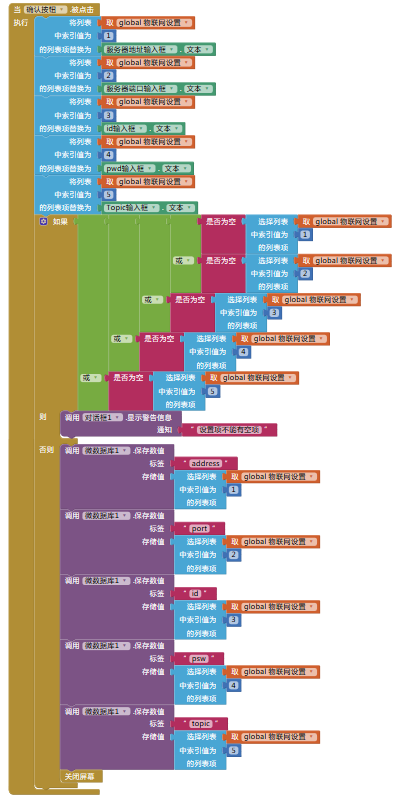 当 确认按钮 被点击
执行 将列表 取 global 物联网设置
中索引值为 1
的列表项替换为 服务器地址输入框 . 文本
将列表 取 global 物联网设置
中索引值为 2
的列表项替换为 服务器端口输入框 . 文本
将列表 取 global 物联网设置
中索引值为 3
的列表项替换为 id输入框 . 文本
将列表 取 global 物联网设置
中索引值为 4
的列表项替换为 pwd输入框 . 文本
将列表 取 global 物联网设置
中索引值为 5
的列表项替换为 Topic输入框 . 文本
如果 是否为空 选择列表 取 global 物联网设置
中索引值为 1
的列表项
或 是否为空 选择列表 取 global 物联网设置
中索引值为 2
的列表项
或 是否为空 选择列表 取 global 物联网设置
中索引值为 3
的列表项
或 是否为空 选择列表 取 global 物联网设置
中索引值为 4
的列表项
或 是否为空 选择列表 取 global 物联网设置
中索引值为 5
的列表项
则 调用 对话框1 .显示警告信息
通知 " 设置项不能有空项 "
否则 调用 微数据库1 .保存数值
标签 " address "
存储值 选择列表 取 global 物联网设置
中索引值为 1
的列表项
调用 微数据库1 .保存数值
标签 " port "
存储值 选择列表 取 global 物联网设置
中索引值为 2
的列表项
调用 微数据库1 .保存数值
标签 " id "
存储值 选择列表 取 global 物联网设置
中索引值为 3
的列表项
调用 微数据库1 .保存数值
标签 " psw "
存储值 选择列表 取 global 物联网设置
中索引值为 4
的列表项
调用 微数据库1 .保存数值
标签 " topic "
存储值 选择列表 取 global 物联网设置
中索引值为 5
的列表项
关闭屏幕